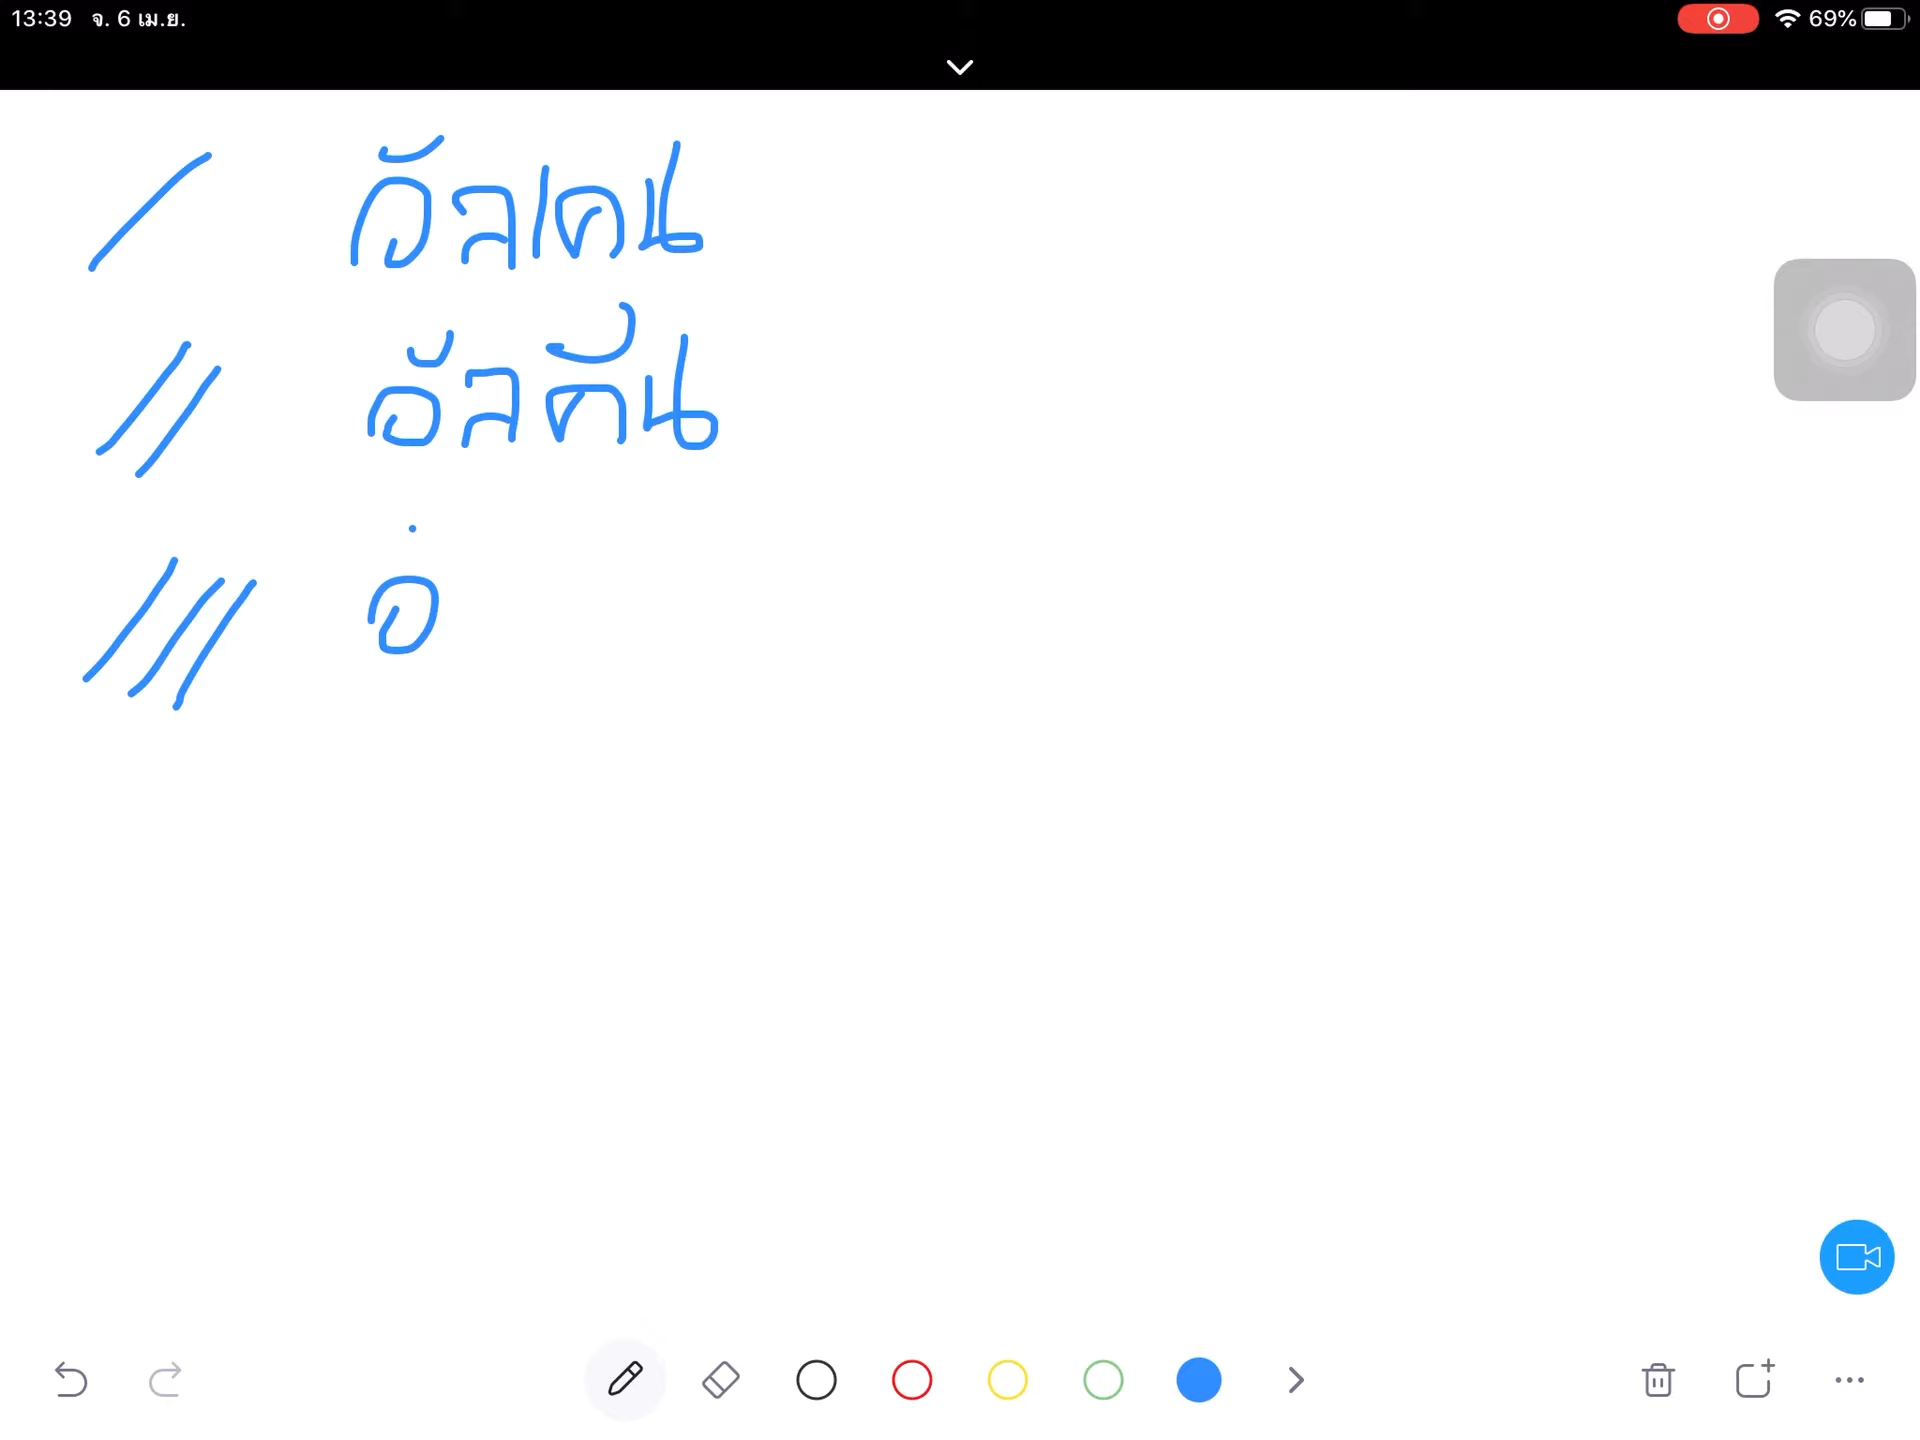 13:39 จ. 6 เม.ย. 69%
/ อัลเคน
// อัลคีน
/// อ